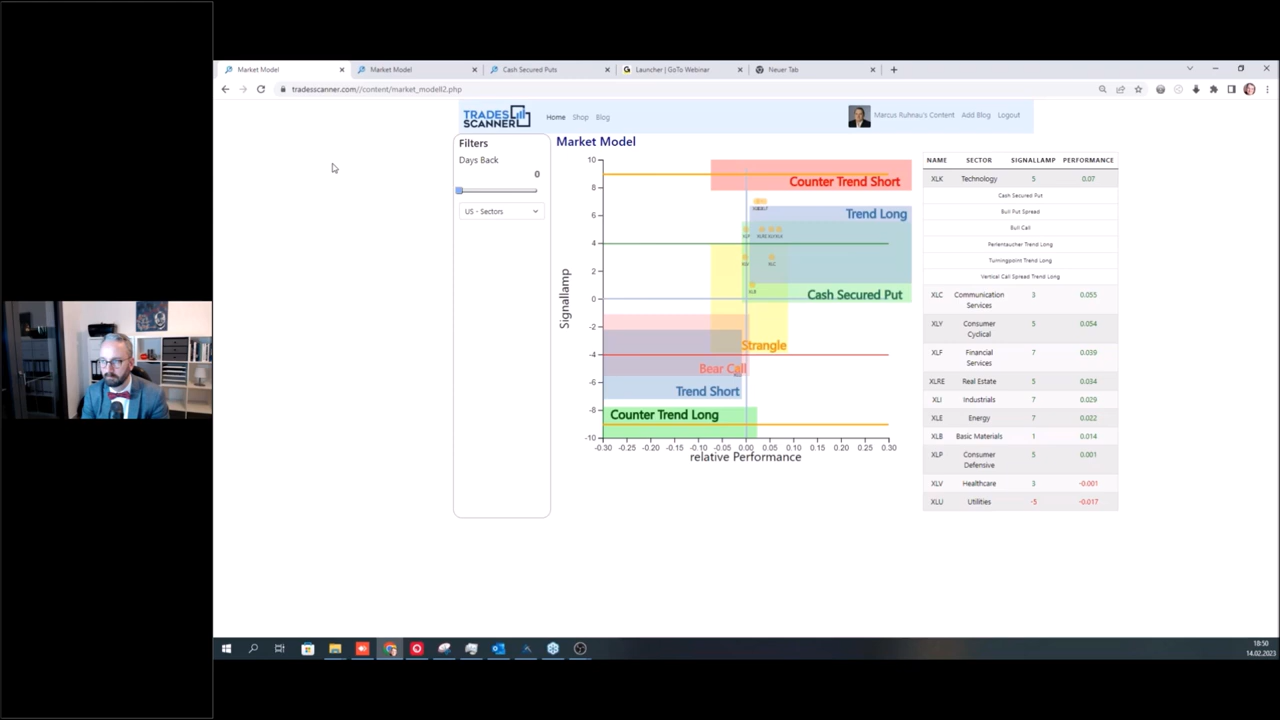 Market Model
Market Model
Cash Secured Puts
Launcher | GoTo Webinar
Neuer Tab
tradesscanner.com//content/market_modell2.php
TRADES
SCANNER
Home
Shop
Blog
Marcus Ruhnau's Content
Add Blog
Logout
Filters
Days Back
0
US - Sectors
Market Model
Signallamp
10
8
6
4
2
0
-2
-4
-6
-8
-10
Counter Trend Short
Trend Long
Cash Secured Put
Strangle
Bear Call
Trend Short
Counter Trend Long
XLC
XLB
-0.30 -0.25 -0.20 -0.15 -0.10 -0.05 0.00 0.05 0.10 0.15 0.20 0.25 0.30
relative Performance
NAME SECTOR SIGNALLAMP PERFORMANCE
XLK Technology 5 0.07
Cash Secured Put
Bull Put Spread
Bull Call
Perlentaucher Trend Long
Turningpoint Trend Long
Vertical Call Spread Trend Long
XLC Communication Services 3 0.055
XLY Consumer Cyclical 5 0.054
XLF Financial Services 7 0.039
XLRE Real Estate 5 0.034
XLI Industrials 7 0.029
XLE Energy 7 0.022
XLB Basic Materials 1 0.014
XLP Consumer Defensive 5 0.001
XLV Healthcare 3 -0.001
XLU Utilities -5 -0.017
18:50
14.02.2023